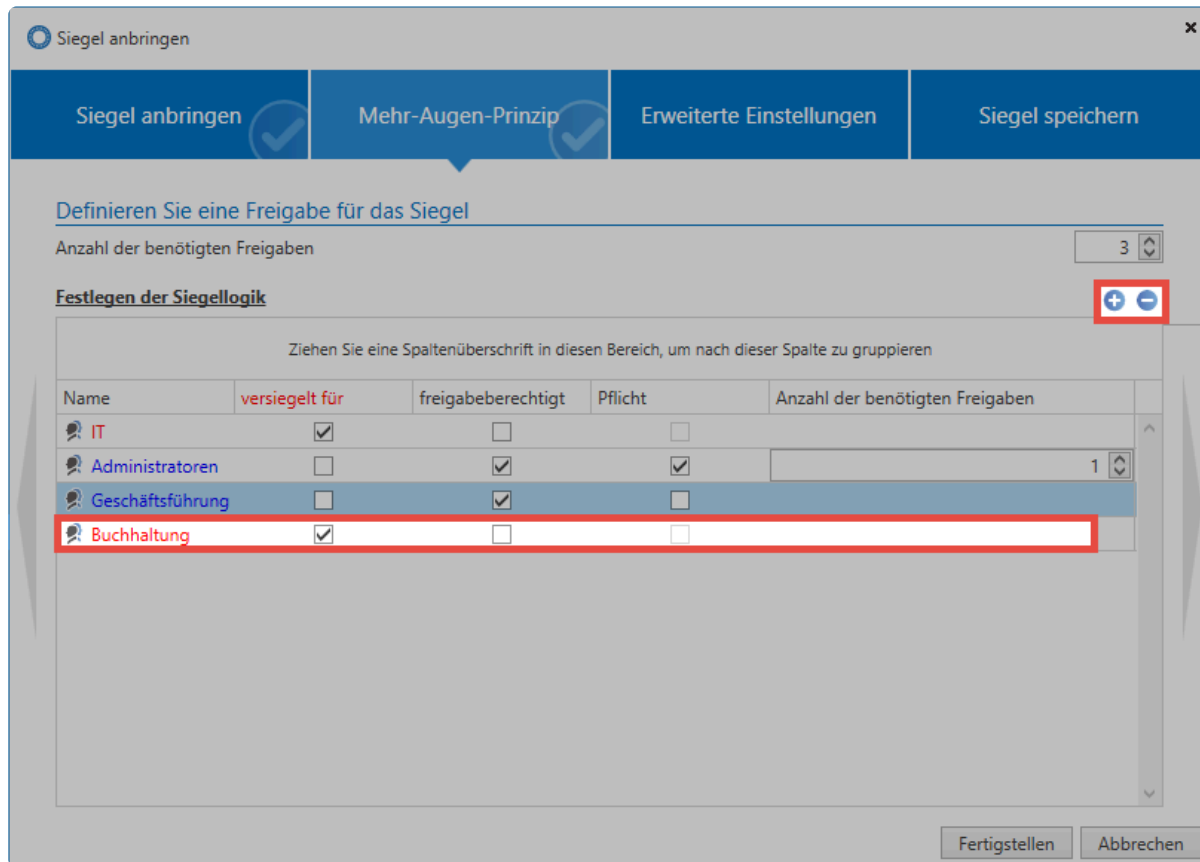 Siegel anbringen
Siegel anbringen Mehr-Augen-Prinzip Erweiterte Einstellungen Siegel speichern
Definieren Sie eine Freigabe für das Siegel
Anzahl der benötigten Freigaben 3
Festlegen der Siegellogik
Ziehen Sie eine Spaltenüberschrift in diesen Bereich, um nach dieser Spalte zu gruppieren
Name versiegelt für freigabeberechtigt Pflicht Anzahl der benötigten Freigaben
IT
Administratoren 1
Geschäftsführung
Buchhaltung
Fertigstellen Abbrechen